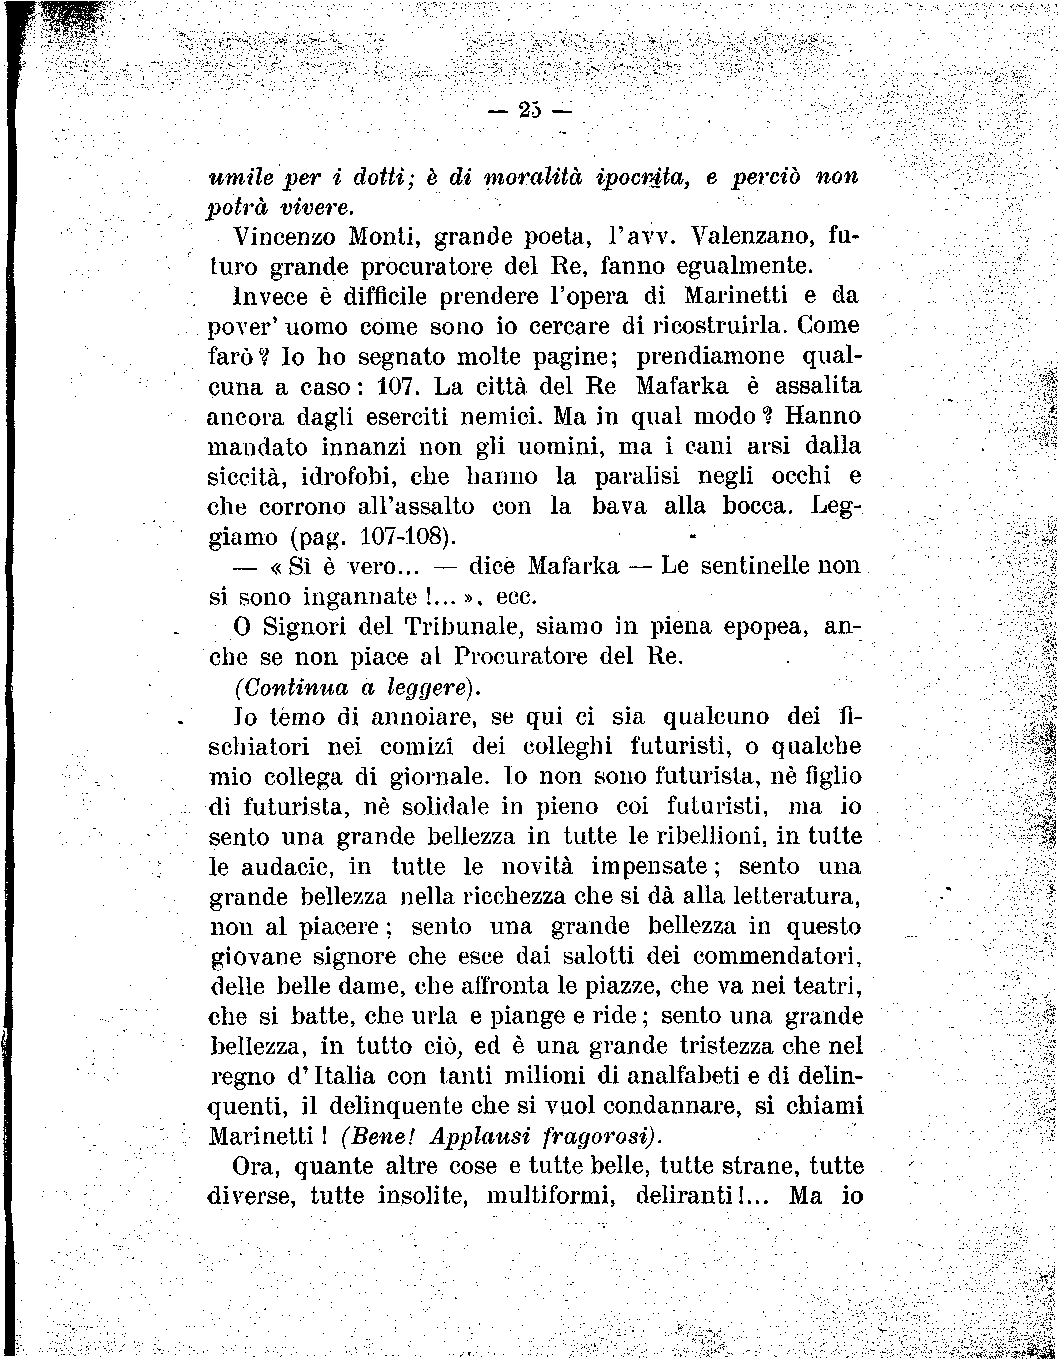 — 25 —
umile per i dotti; è di moralità ipocrita, e perciò non
potrà vivere.
Vincenzo Monti, grande poeta, l'avv. Valenzano, fu-
turo grande procuratore del Re, fanno egualmente.
Invece è difficile prendere l'opera di Marinetti e da
pover' uomo come sono io cercare di ricostruirla. Come
farò? Io ho segnato molte pagine; prendiamone qual-
cuna a caso: 107. La città del Re Mafarka è assalita
ancora dagli eserciti nemici. Ma in qual modo? Hanno
mandato innanzi non gli uomini, ma i cani arsi dalla
siccità, idrofobi, che hanno la paralisi negli occhi e
che corrono all'assalto con la bava alla bocca. Leg-
giamo (pag. 107-108).
— « Sì è vero... — dice Mafarka — Le sentinelle non
si sono ingannate!... », ecc.
O Signori del Tribunale, siamo in piena epopea, an-
che se non piace al Procuratore del Re.
(Continua a leggere).
Io temo di annoiare, se qui ci sia qualcuno dei fi-
schiatori nei comizî dei colleghi futuristi, o qualche
mio collega di giornale. Io non sono futurista, nè figlio
di futurista, nè solidale in pieno coi futuristi, ma io
sento una grande bellezza in tutte le ribellioni, in tutte
le audacie, in tutte le novità impensate; sento una
grande bellezza nella ricchezza che si dà alla letteratura,
non al piacere; sento una grande bellezza in questo
giovane signore che esce dai salotti dei commendatori,
delle belle dame, che affronta le piazze, che va nei teatri,
che si batte, che urla e piange e ride; sento una grande
bellezza, in tutto ciò, ed è una grande tristezza che nel
regno d'Italia con tanti milioni di analfabeti e di delin-
quenti, il delinquente che si vuol condannare, si chiami
Marinetti! (Bene! Applausi fragorosi).
Ora, quante altre cose e tutte belle, tutte strane, tutte
diverse, tutte insolite, multiformi, deliranti!... Ma io